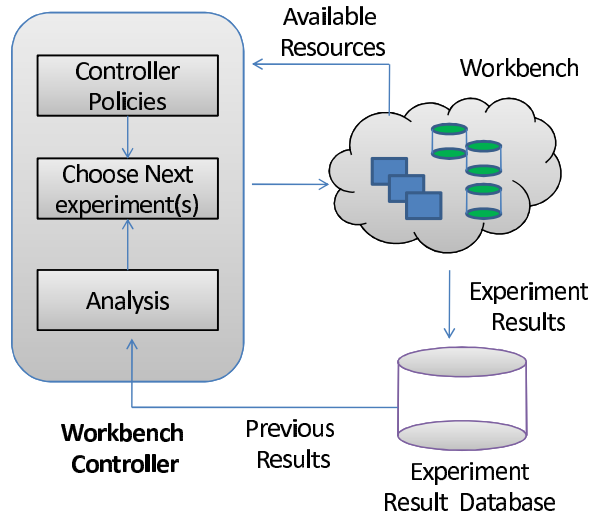 Available
Resources
Workbench
Controller
Policies
Choose Next
experiment(s)
Analysis
Experiment
Results
Workbench
Controller
Previous
Results
Experiment
Result Database